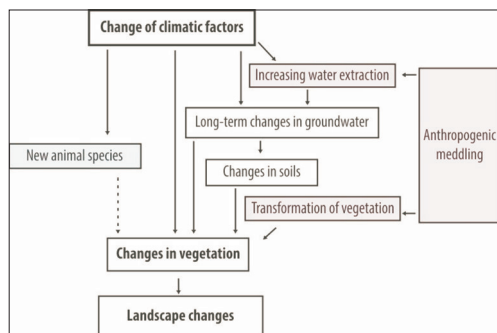 Change of climatic factors
Increasing water extraction
Long-term changes in groundwater
Anthropogenic
meddling
New animal species
Changes in soils
Transformation of vegetation
Changes in vegetation
Landscape changes